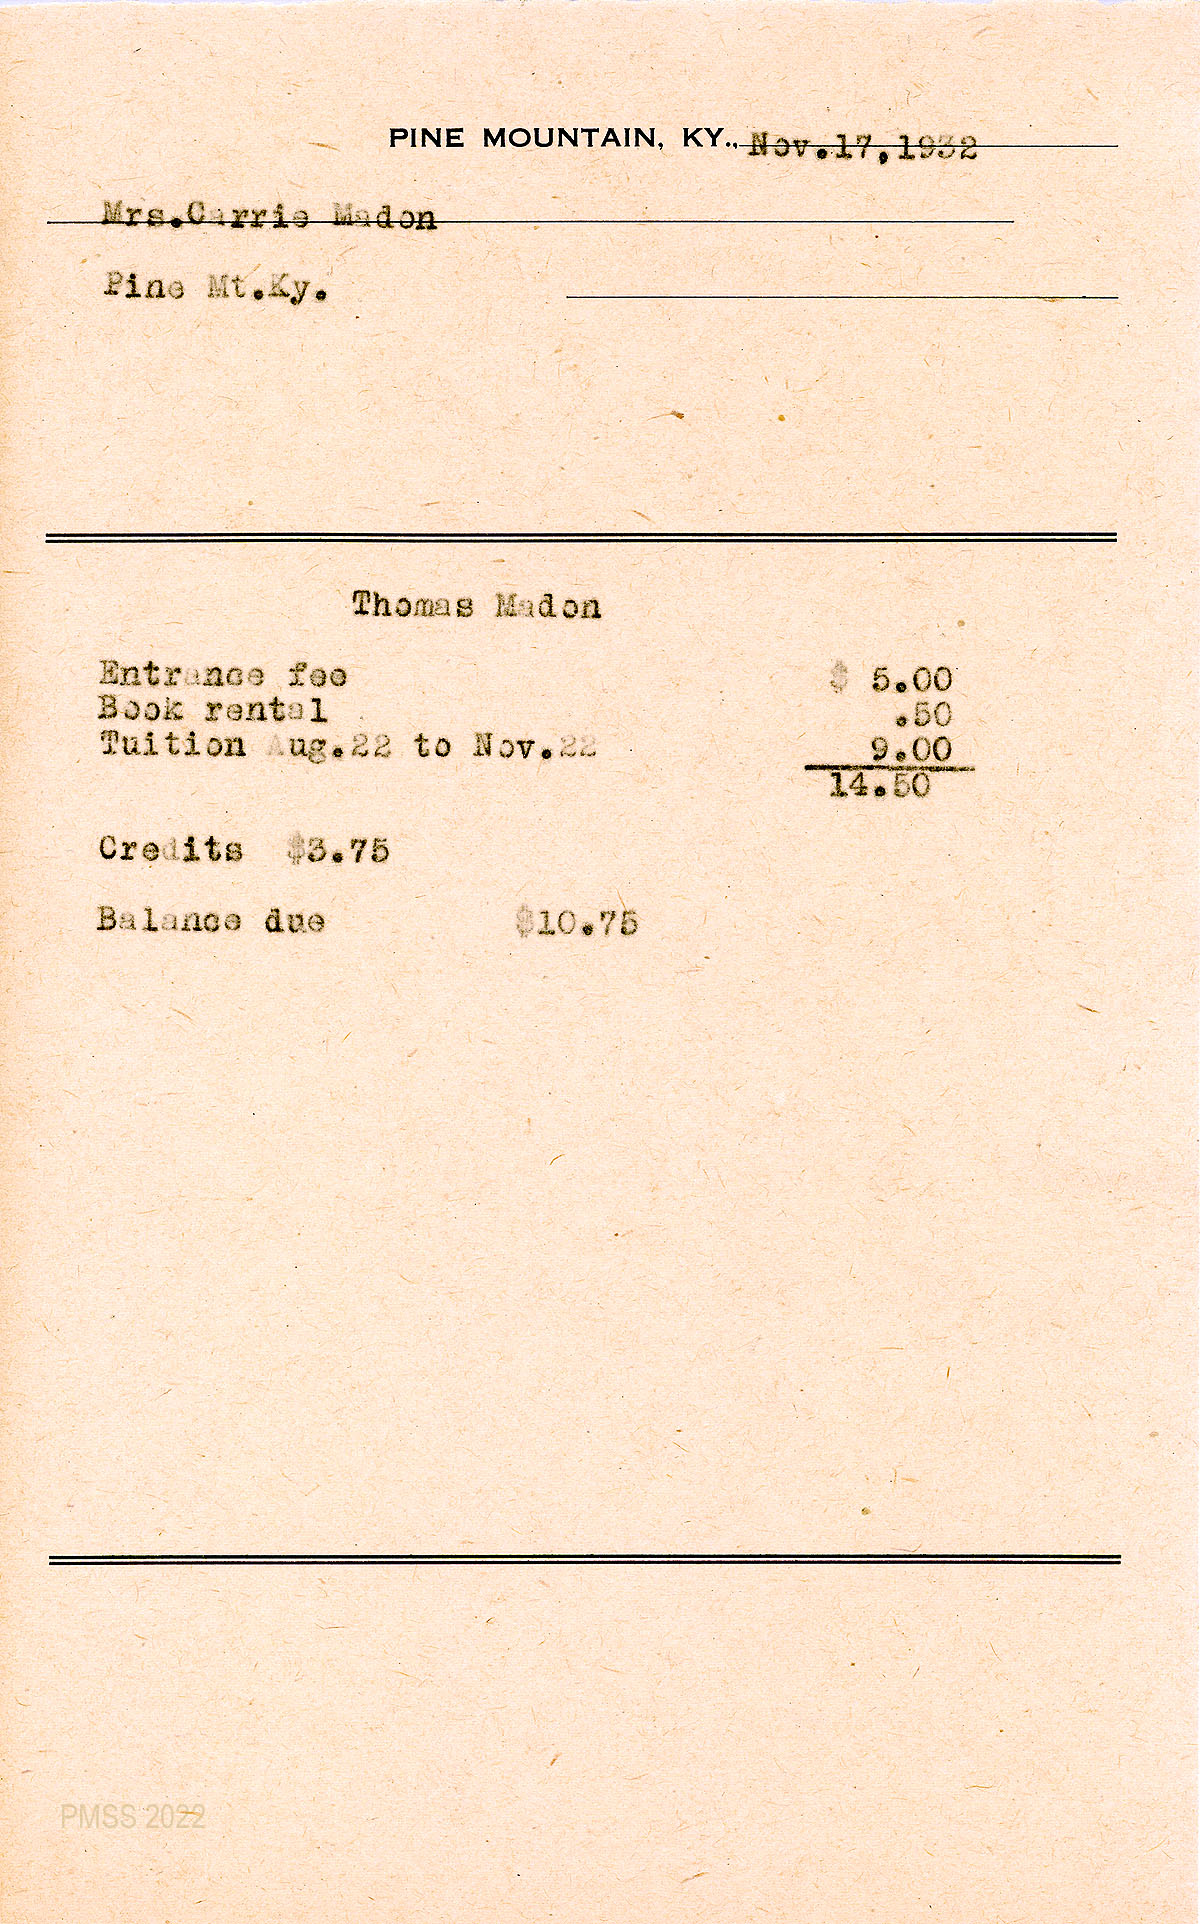 PINE MOUNTAIN, KY., Nov.17,1932
Mrs.Carrie Madon
Pine Mt.Ky.
Thomas Madon
Entrance fee $ 5.00
Book rental .50
Tuition Aug.22 to Nov.22 9.00
14.50
Credits $3.75
Balance due $10.75
PMSS 2022